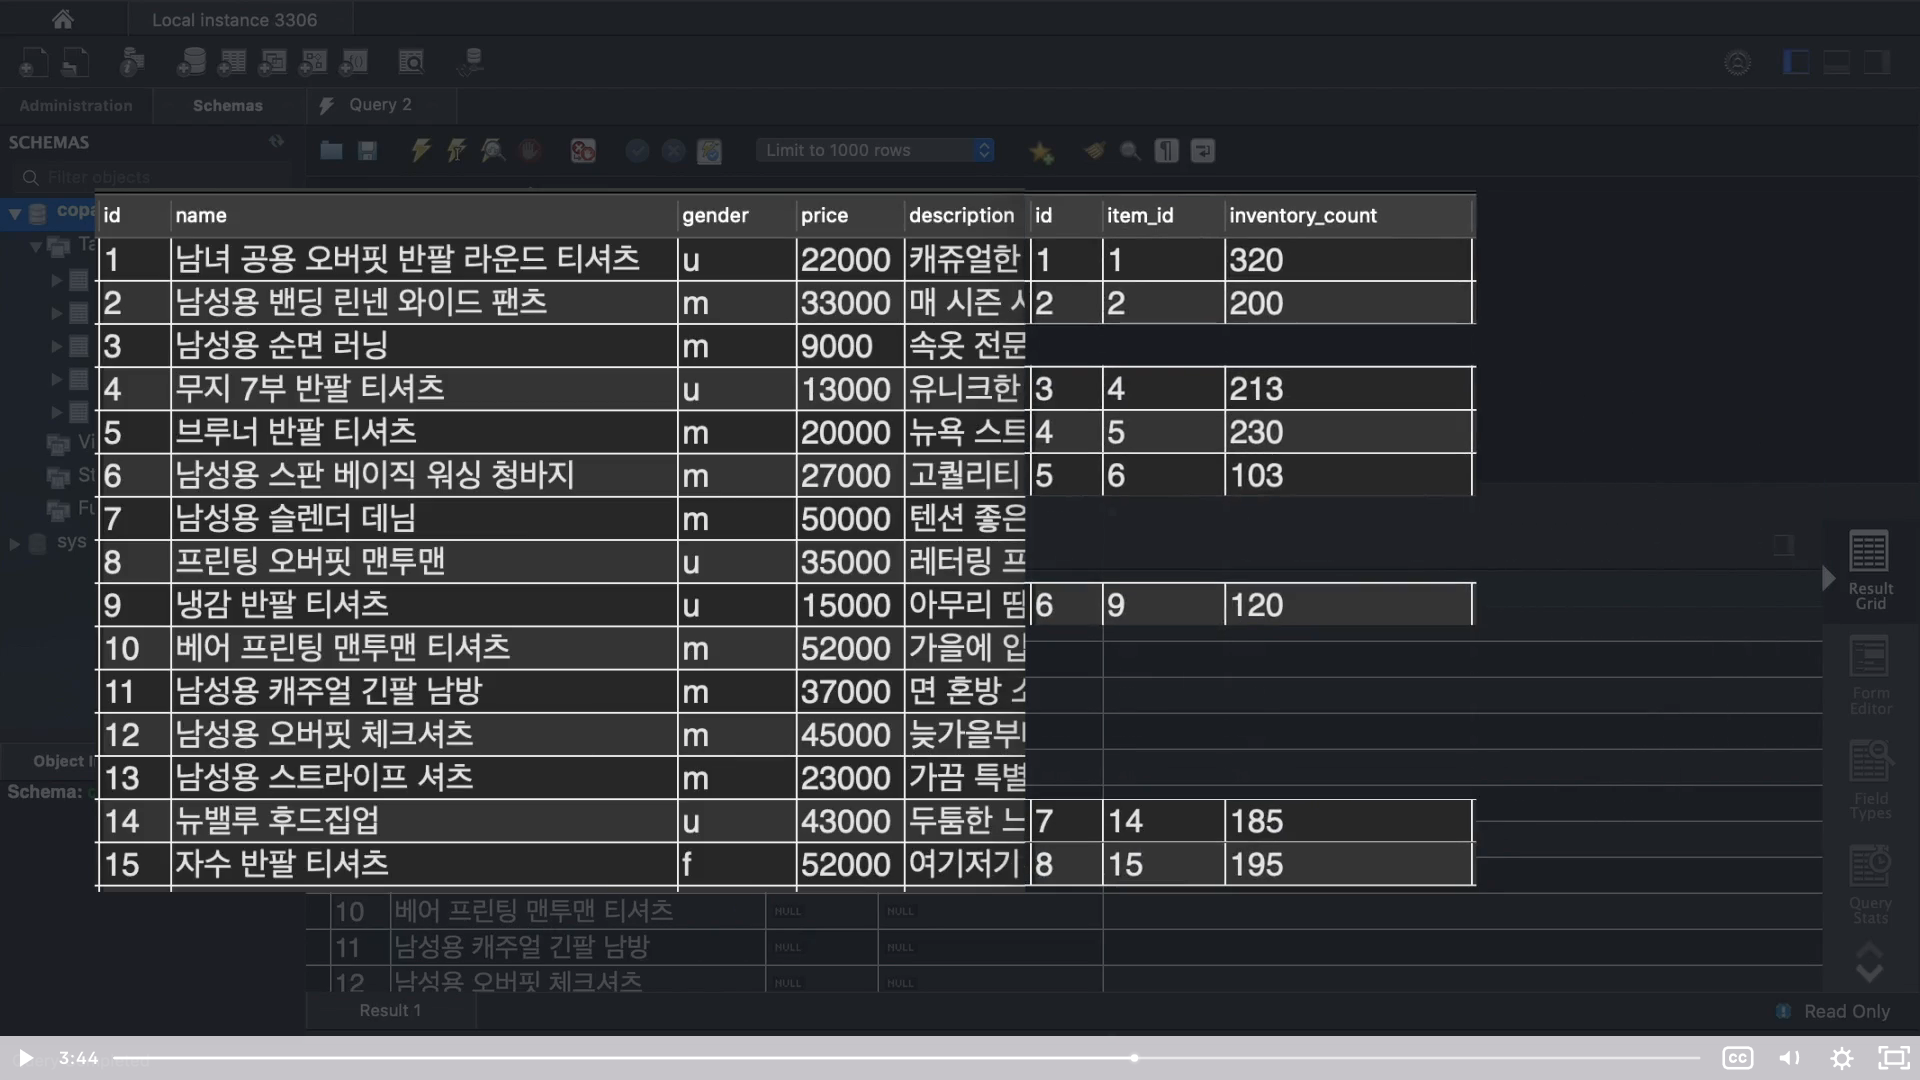 Local instance 3306
Administration Schemas Query 2
SCHEMAS
Limit to 1000 rows
Filter objects
id name gender price description id item_id inventory_count
1 남녀 공용 오버핏 반팔 라운드 티셔츠 u 22000 캐쥬얼한 1 1 320
2 남성용 밴딩 린넨 와이드 팬츠 m 33000 매 시즌 2 2 200
3 남성용 순면 러닝 m 9000 속옷 전문
4 무지 7부 반팔 티셔츠 u 13000 유니크한 3 4 213
5 브루너 반팔 티셔츠 m 20000 뉴욕 스트 4 5 230
6 남성용 스판 베이직 워싱 청바지 m 27000 고퀄리티 5 6 103
7 남성용 슬렌더 데님 m 50000 텐션 좋은
8 프린팅 오버핏 맨투맨 u 35000 레터링 프
9 냉감 반팔 티셔츠 u 15000 아무리 땀 6 9 120
10 베어 프린팅 맨투맨 티셔츠 m 52000 가을에 입
11 남성용 캐주얼 긴팔 남방 m 37000 면 혼방
12 남성용 오버핏 체크셔츠 m 45000 늦가을부
13 남성용 스트라이프 셔츠 m 23000 가끔 특별
14 뉴밸루 후드집업 u 43000 두툼한 느 7 14 185
15 자수 반팔 티셔츠 f 52000 여기저기 8 15 195
sys
Object
Schema:
Result Grid
Form Editor
Field Types
Query Stats
10 베어 프린팅 맨투맨 티셔츠 NULL NULL
11 남성용 캐주얼 긴팔 남방 NULL NULL
12 남성용 오버핏 체크셔츠 NULL NULL
Result 1 Read Only
3:44 CC